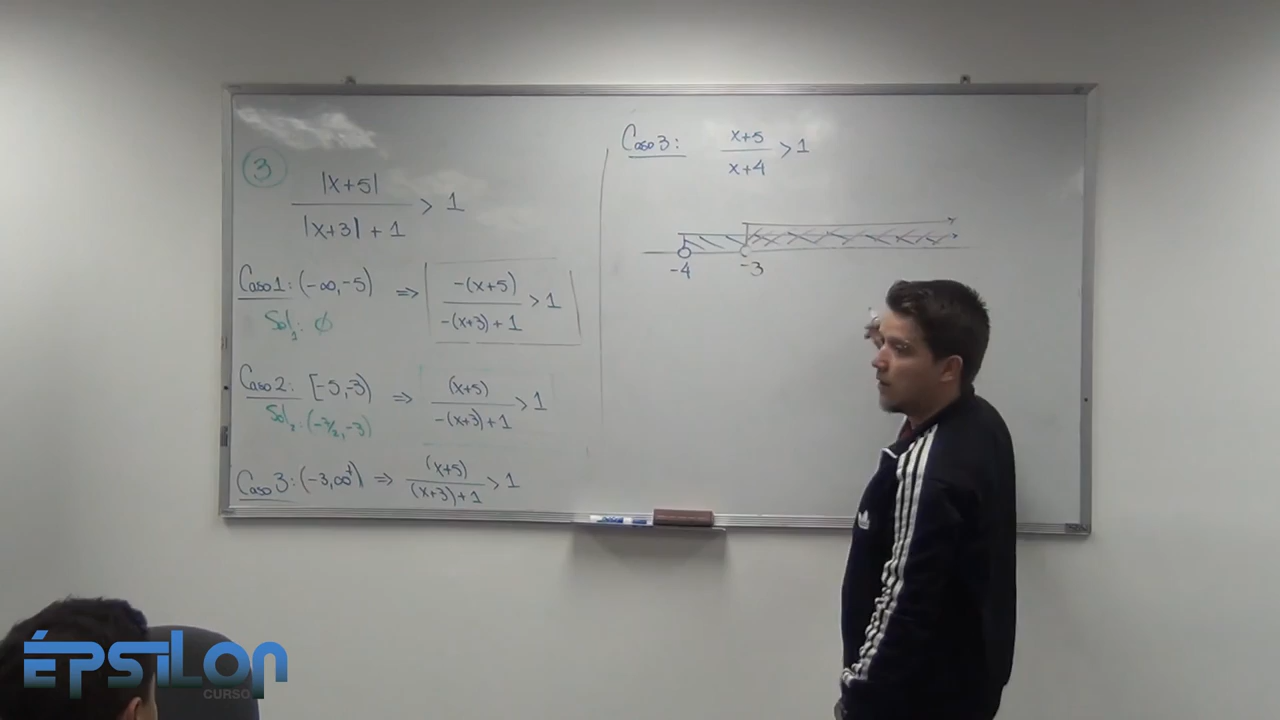 3
|x+5|
|x+3| + 1
> 1
Caso 1: (-∞,-5) ⇒ -(x+5)
-(x+3)+1
> 1
Sol₁: ∅
Caso 2: [-5,-3) ⇒ (x+5)
-(x+3)+1
> 1
Sol₂: (-7/2,-3)
Caso 3: (-3,∞⁺) ⇒ (x+5)
(x+3)+1
> 1
Caso 3: x+5
x+4
> 1
-4 -3
ÉPSILON
CURSO